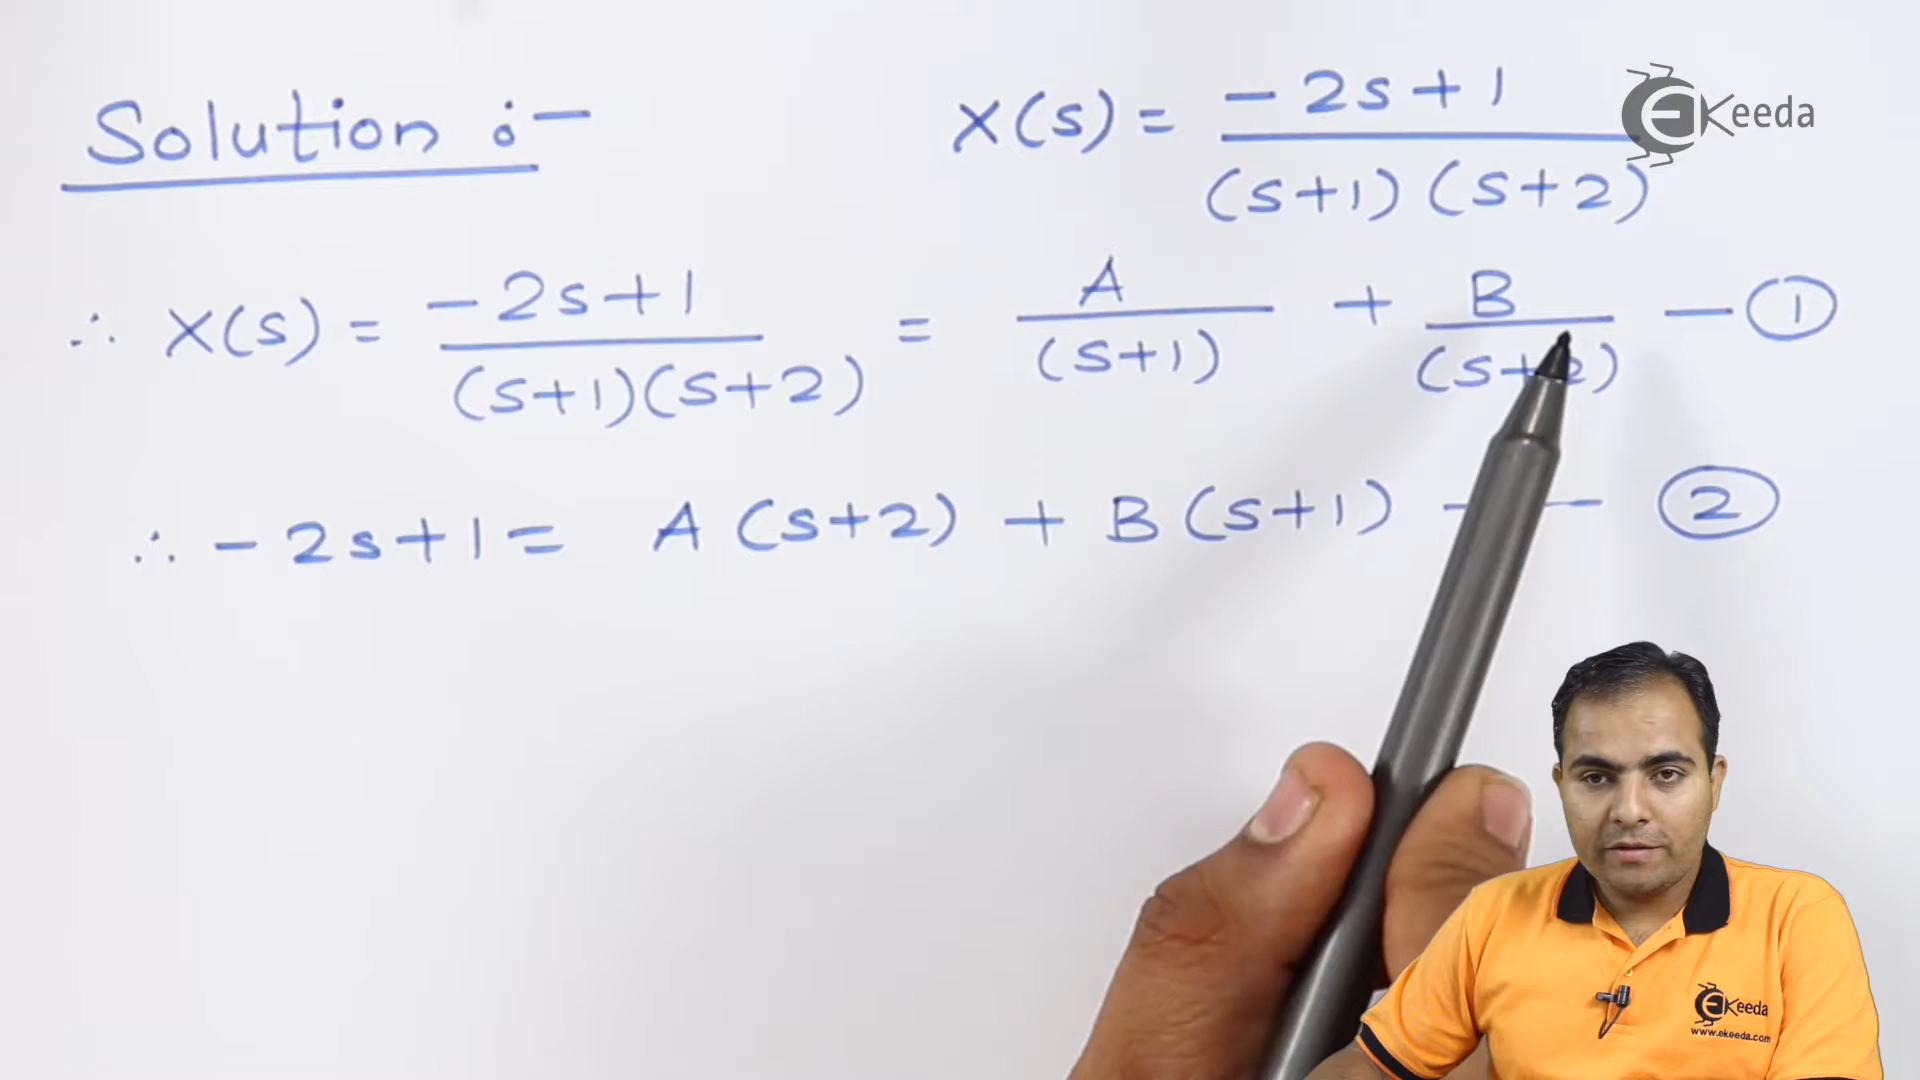 Solution :-
X(s) = -2s+1 / (s+1)(s+2)
EKeeda
∴ X(s) = -2s+1 / (s+1)(s+2) = A / (s+1) + B / (s+2) - 1
∴ -2s+1 = A(s+2) + B(s+1) - - 2
EKeeda
www.ekeeda.com